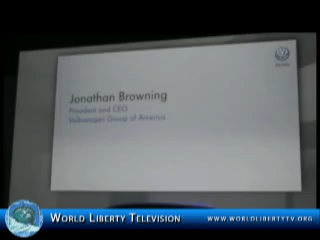 Jonathan Browning
President and CEO
Volkswagen Group of America
WORLD LIBERTY TELEVISION
WWW.WORLDLIBERTYTV.ORG